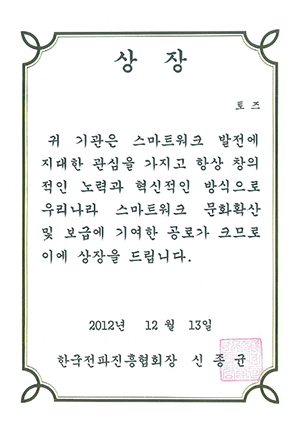 상 장
토 즈
귀 기관은 스마트워크 발전에
지대한 관심을 가지고 항상 창의
적인 노력과 혁신적인 방식으로
우리나라 스마트워크 문화확산
및 보급에 기여한 공로가 크므로
이에 상장을 드립니다.
2012년 12 월 13일
한국전파진흥협회장 신 종 균